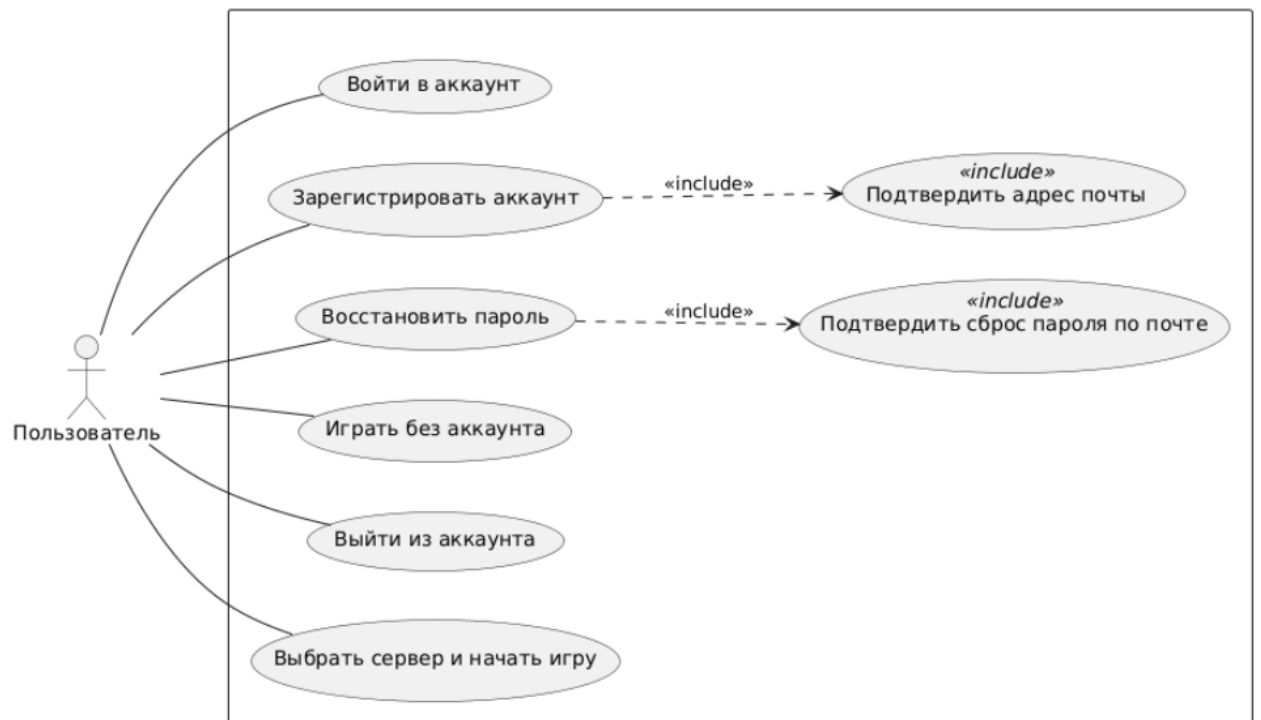 Войти в аккаунт
«include»
Зарегистрировать аккаунт
«include»
Подтвердить адрес почты
Восстановить пароль
«include»
«include»
Подтвердить сброс пароля по почте
Пользователь
Играть без аккаунта
Выйти из аккаунта
Выбрать сервер и начать игру